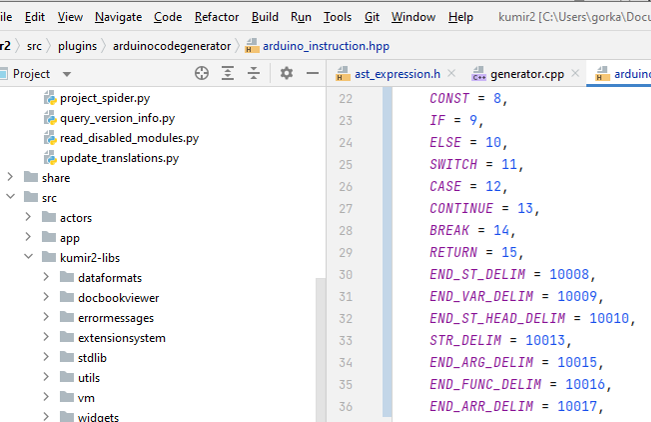 ile Edit View Navigate Code Refactor Build Run Tools Git Window Help kumir2 [C:\Users\gorka\Docu
r2 src plugins arduinocodegenerator arduino_instruction.hpp
Project
ast_expression.h generator.cpp arduino
project_spider.py
query_version_info.py
read_disabled_modules.py
update_translations.py
share
src
actors
app
kumir2-libs
dataformats
docbookviewer
errormessages
extensionsystem
stdlib
utils
vm
widgets
22 CONST = 8,
23 IF = 9,
24 ELSE = 10,
25 SWITCH = 11,
26 CASE = 12,
27 CONTINUE = 13,
28 BREAK = 14,
29 RETURN = 15,
30 END_ST_DELIM = 10008,
31 END_VAR_DELIM = 10009,
32 END_ST_HEAD_DELIM = 10010,
33 STR_DELIM = 10013,
34 END_ARG_DELIM = 10015,
35 END_FUNC_DELIM = 10016,
36 END_ARR_DELIM = 10017,